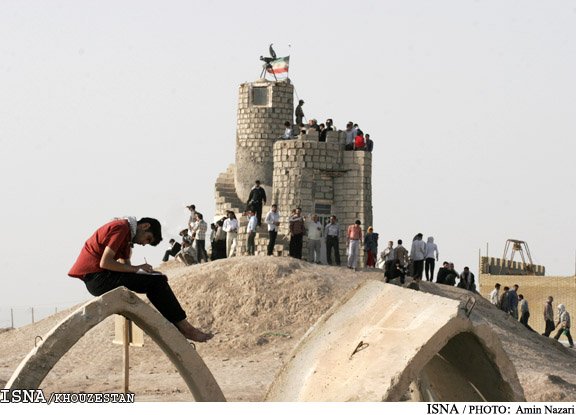 ISNA/KHOUZESTAN
ISNA / PHOTO: Amin Nazari